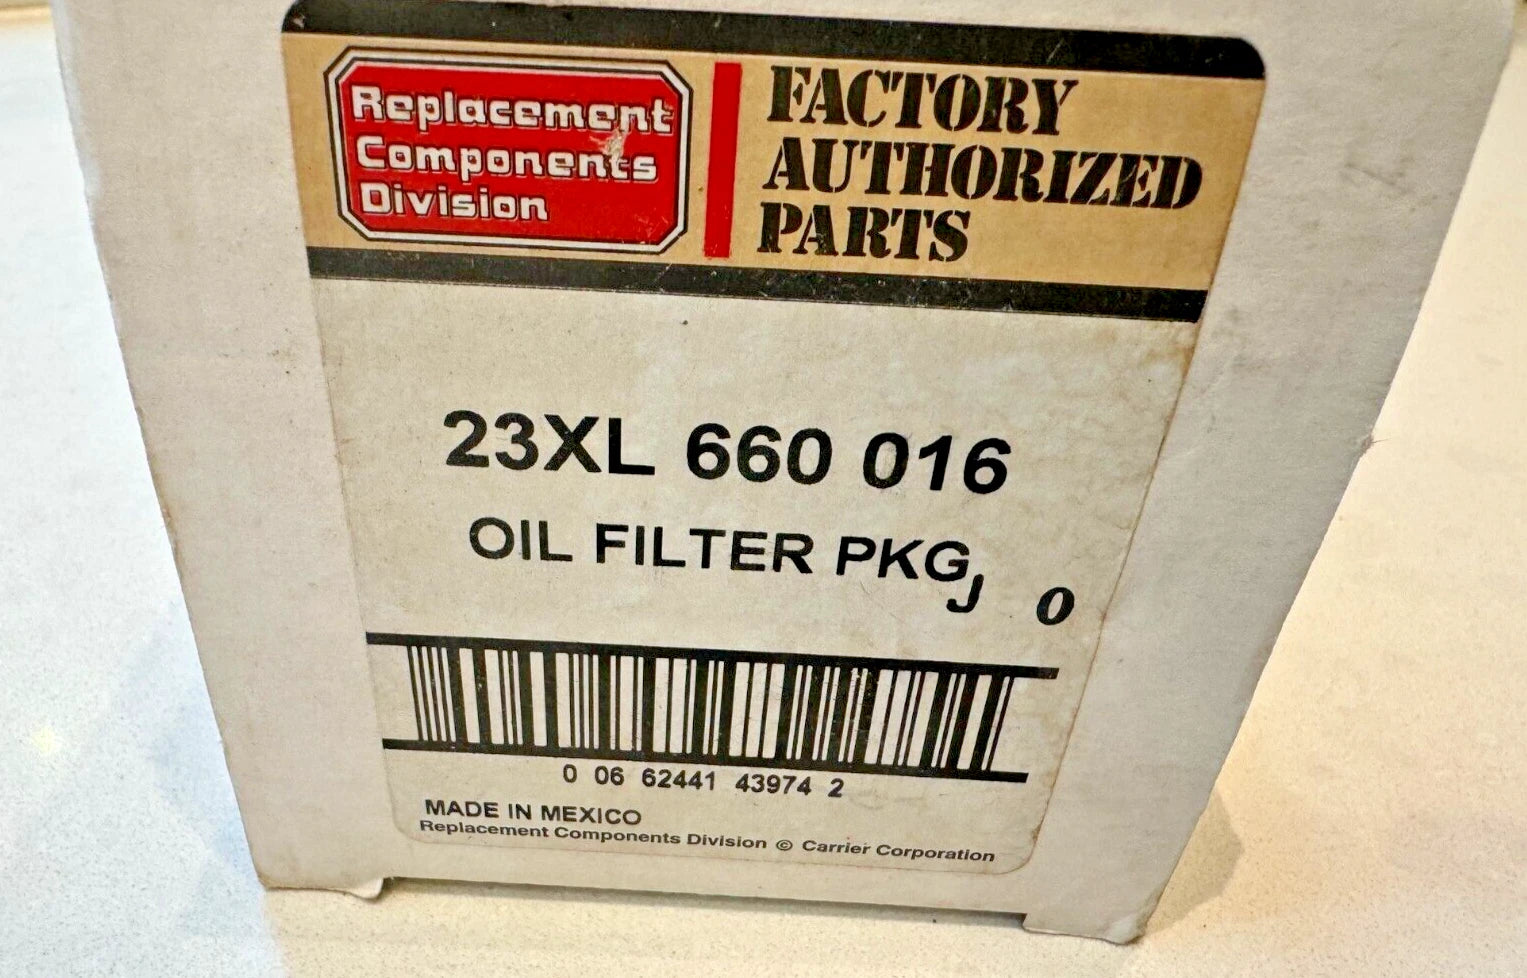 Replacement
Components
Division
FACTORY
AUTHORIZED
PARTS
23XL 660 016
OIL FILTER PKG
J 0
0 06 62441 43974 2
MADE IN MEXICO
Replacement Components Division © Carrier Corporation